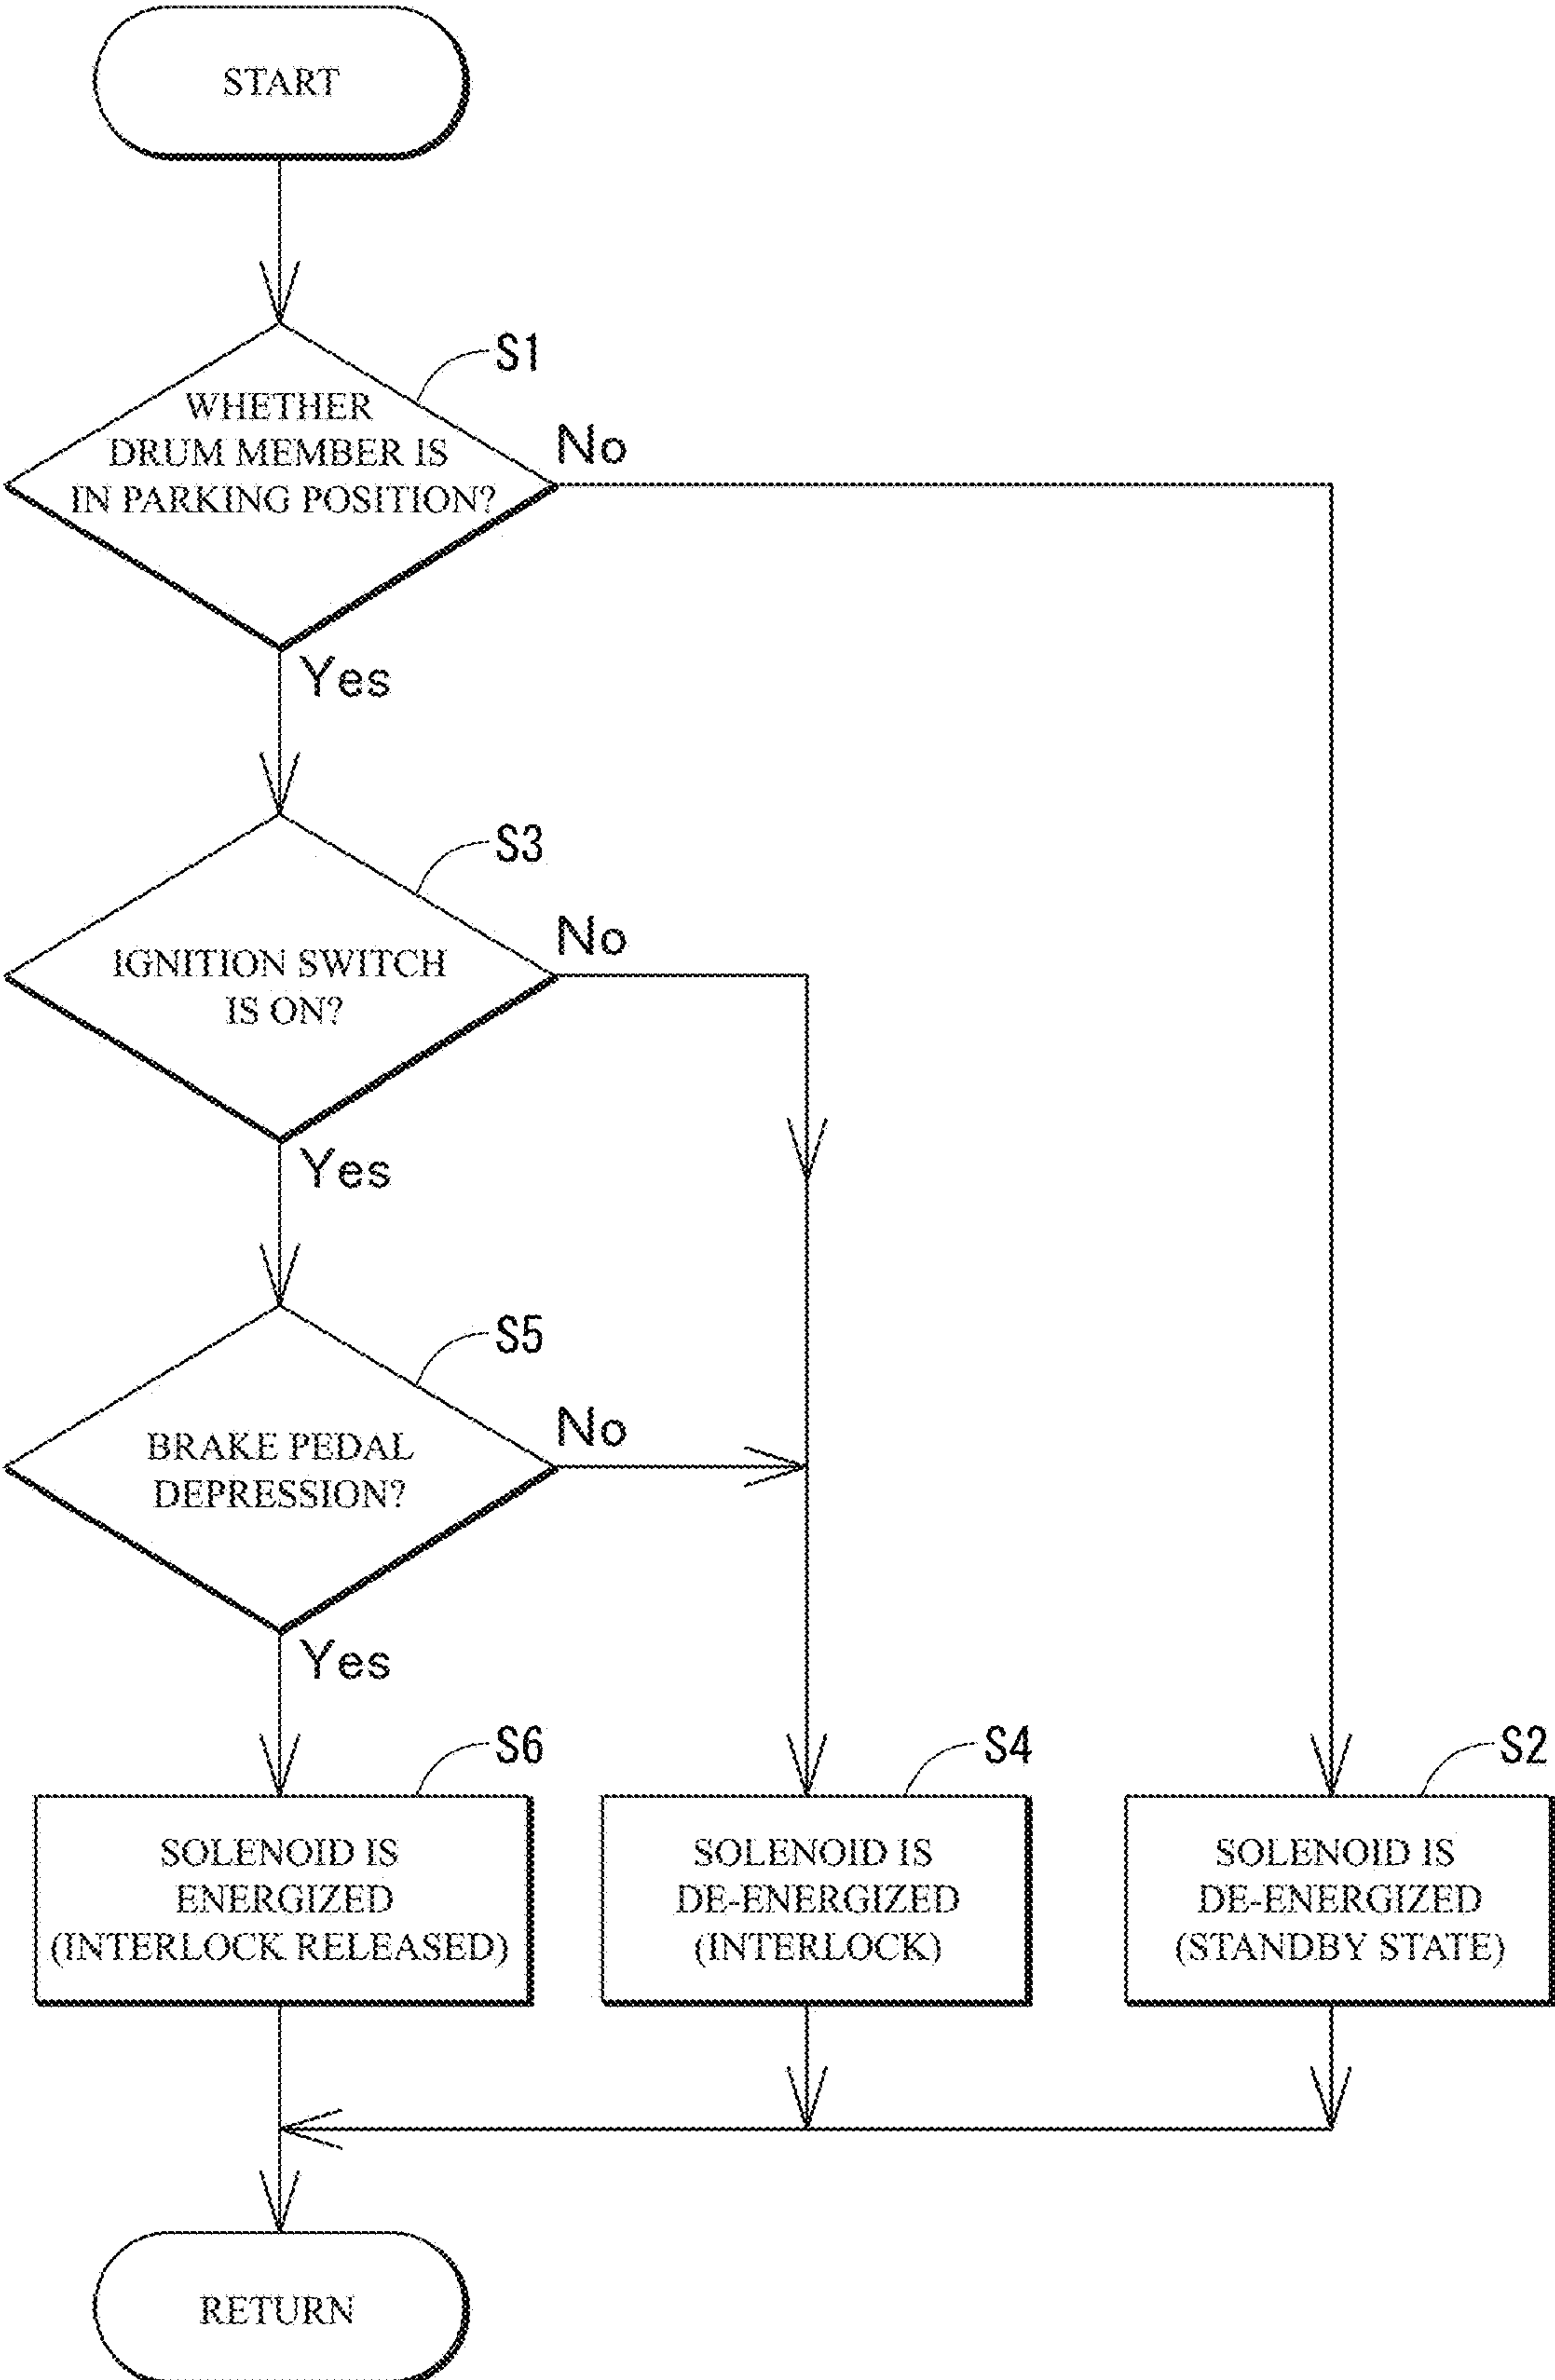 START
S1
WHETHER
DRUM MEMBER IS
IN PARKING POSITION?
No
Yes
S3
IGNITION SWITCH
IS ON?
No
Yes
S5
BRAKE PEDAL
DEPRESSION?
No
Yes
S6
SOLENOID IS
ENERGIZED
(INTERLOCK RELEASED)
S4
SOLENOID IS
DE-ENERGIZED
(INTERLOCK)
S2
SOLENOID IS
DE-ENERGIZED
(STANDBY STATE)
RETURN